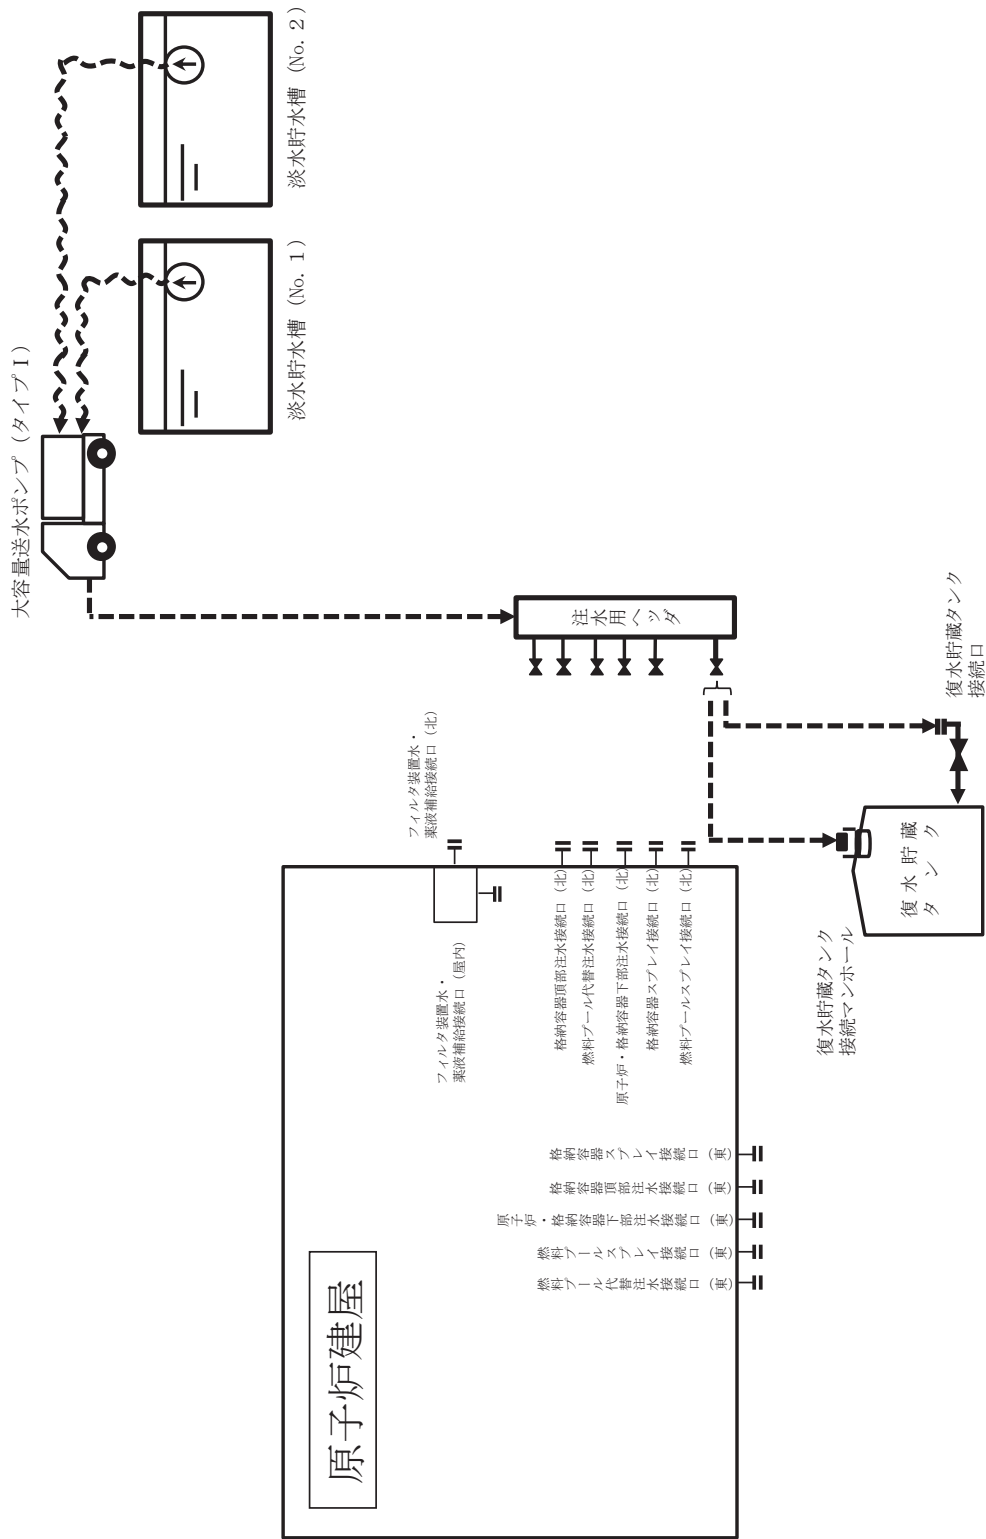 大容量送水ポンプ（タイプⅠ）
淡水貯水槽（No. 2）
淡水貯水槽（No. 1）
注水用ヘッダ
復水貯蔵タンク
接続口
復水貯蔵
タンク
復水貯蔵タンク
接続マンホール
フィルタ装置水・
薬液補給接続口（北）
フィルタ装置水・
薬液補給接続口（屋内）
格納容器頂部注水接続口（北）
燃料プール代替注水接続口（北）
原子炉・格納容器下部注水接続口（北）
格納容器スプレイ接続口（北）
燃料プールスプレイ接続口（北）
格納容器スプレイ接続口（東）
格納容器頂部注水接続口（東）
原子炉・格納容器下部注水接続口（東）
燃料プールスプレイ接続口（東）
燃料プール代替注水接続口（東）
原子炉建屋